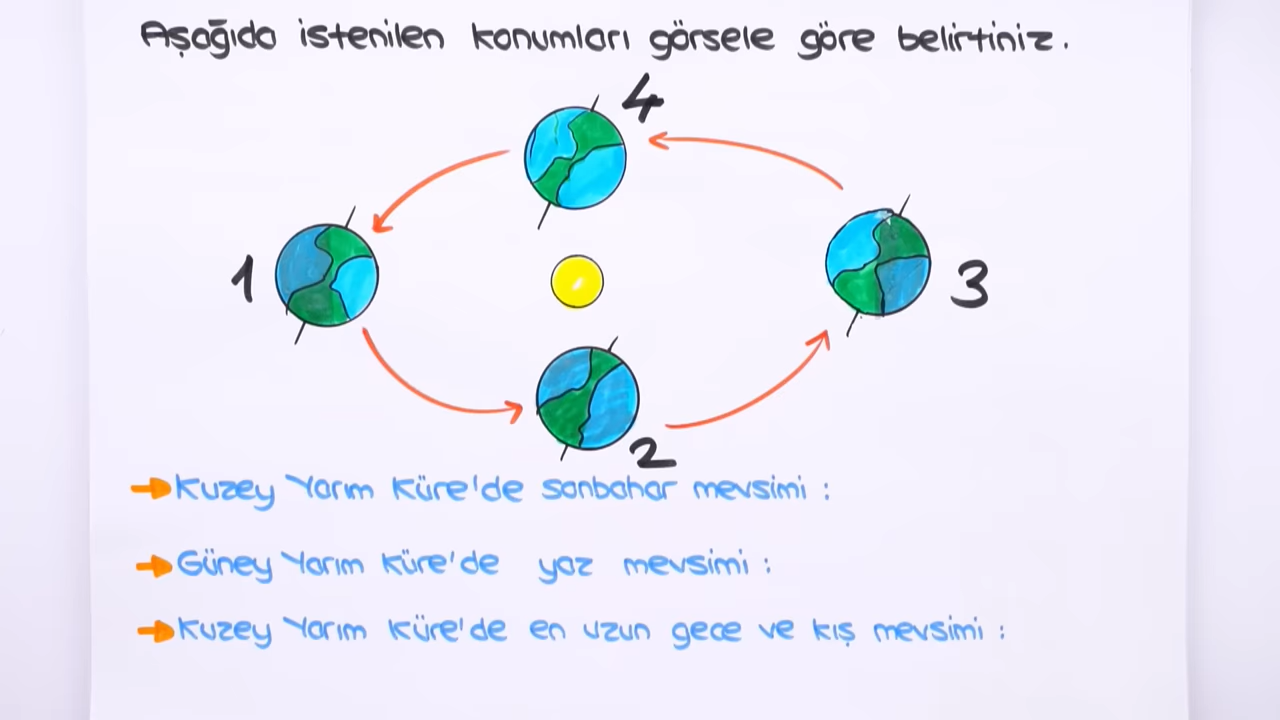 Aşağıda istenilen konumları görsele göre belirtiniz.
4
1
3
2
Kuzey Yarım Küre'de sonbahar mevsimi :
Güney Yarım Küre'de yaz mevsimi :
Kuzey Yarım Küre'de en uzun gece ve kış mevsimi :